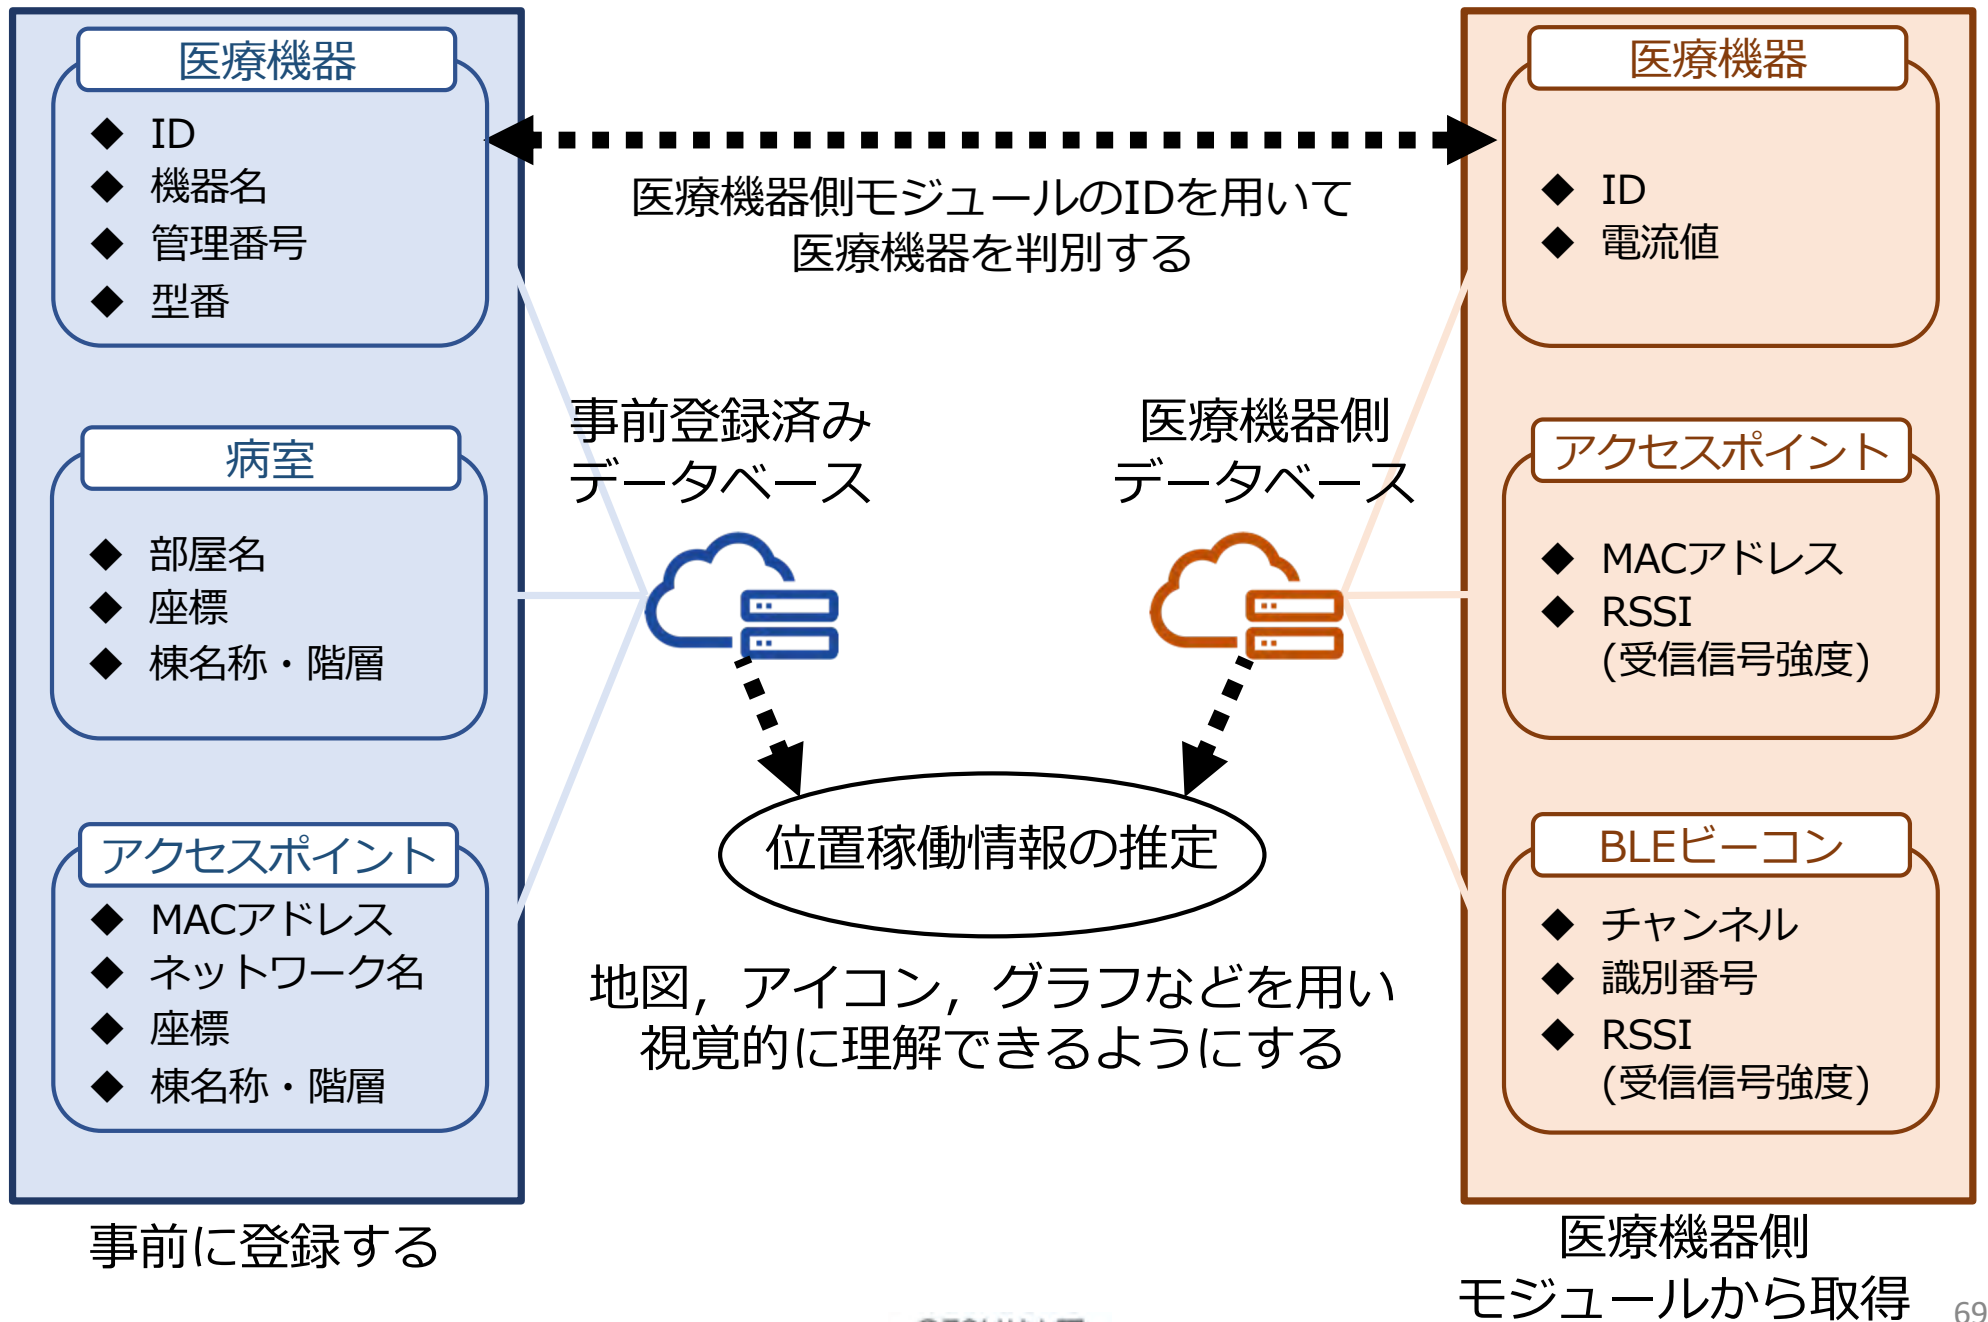 医療機器
ID
機器名
管理番号
型番
病室
部屋名
座標
棟名称・階層
アクセスポイント
MACアドレス
ネットワーク名
座標
棟名称・階層
事前に登録する
医療機器側モジュールのIDを用いて
医療機器を判別する
事前登録済み
データベース
医療機器側
データベース
位置稼働情報の推定
地図，アイコン，グラフなどを用い
視覚的に理解できるようにする
医療機器
ID
電流値
アクセスポイント
MACアドレス
RSSI
(受信信号強度)
BLEビーコン
チャンネル
識別番号
RSSI
(受信信号強度)
医療機器側
モジュールから取得
69